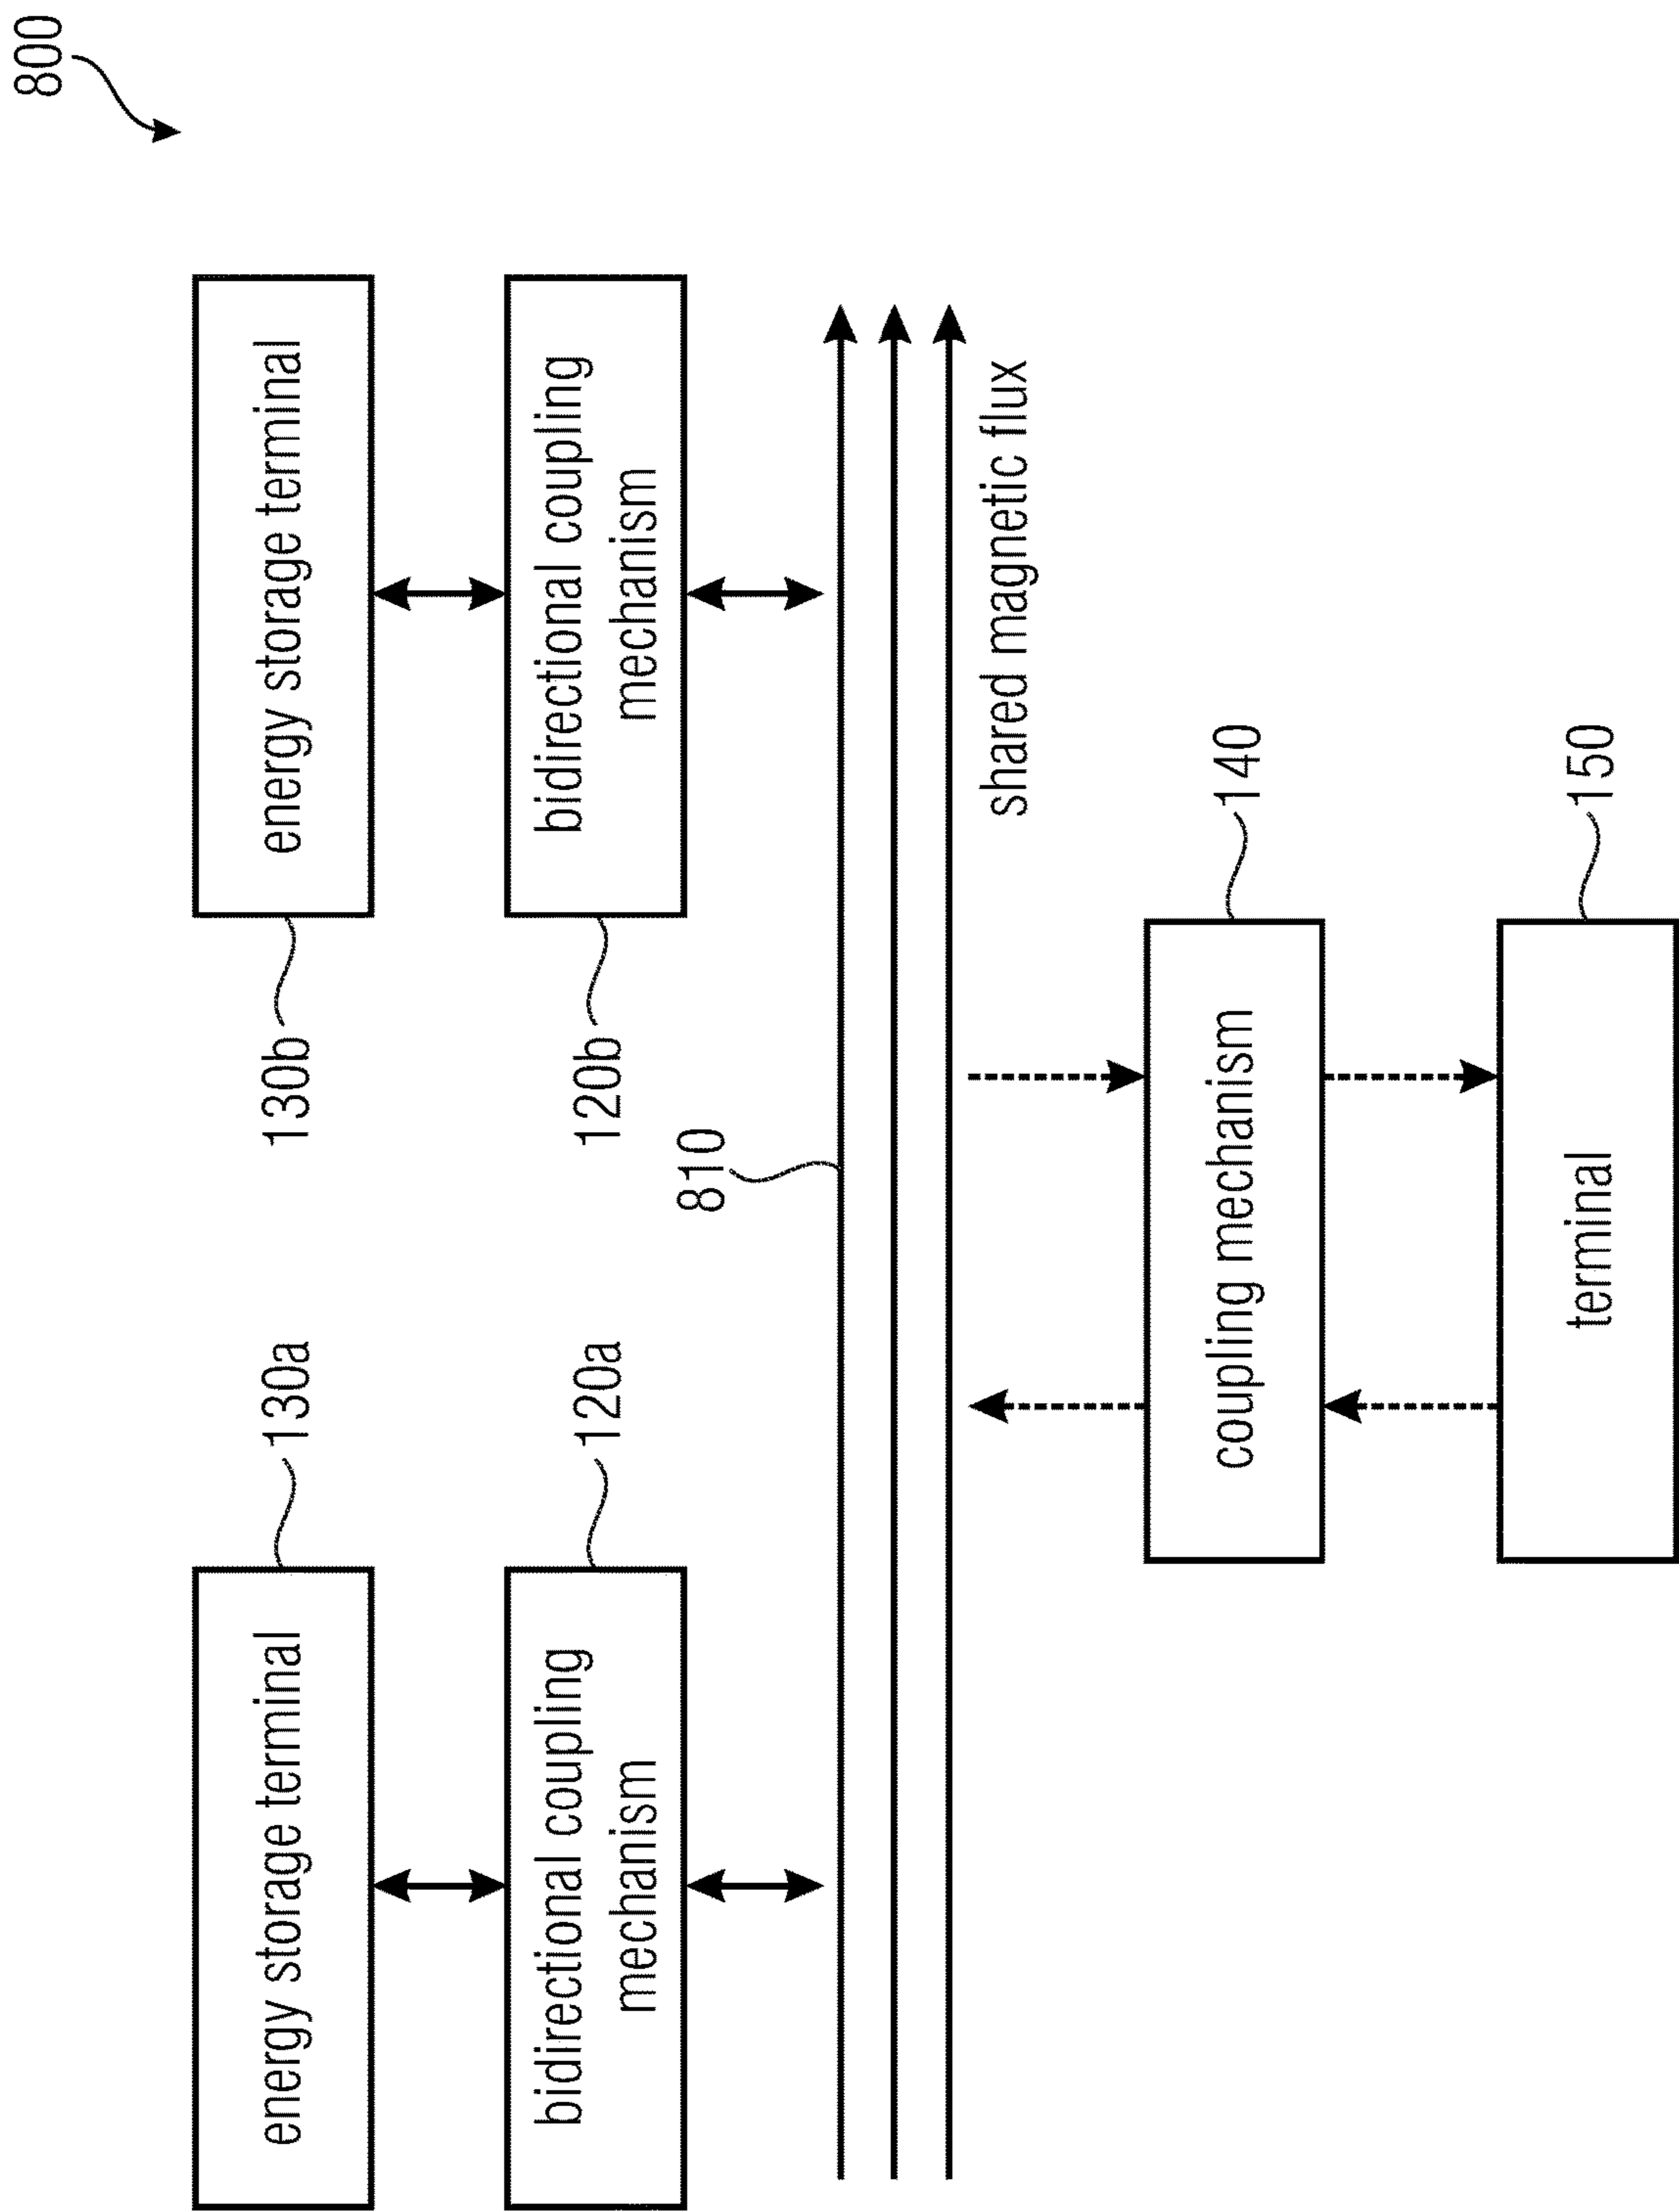 800
energy storage terminal
130a
130b
energy storage terminal
bidirectional coupling
mechanism
120a
120b
bidirectional coupling
mechanism
810
shared magnetic flux
coupling mechanism
140
terminal
150